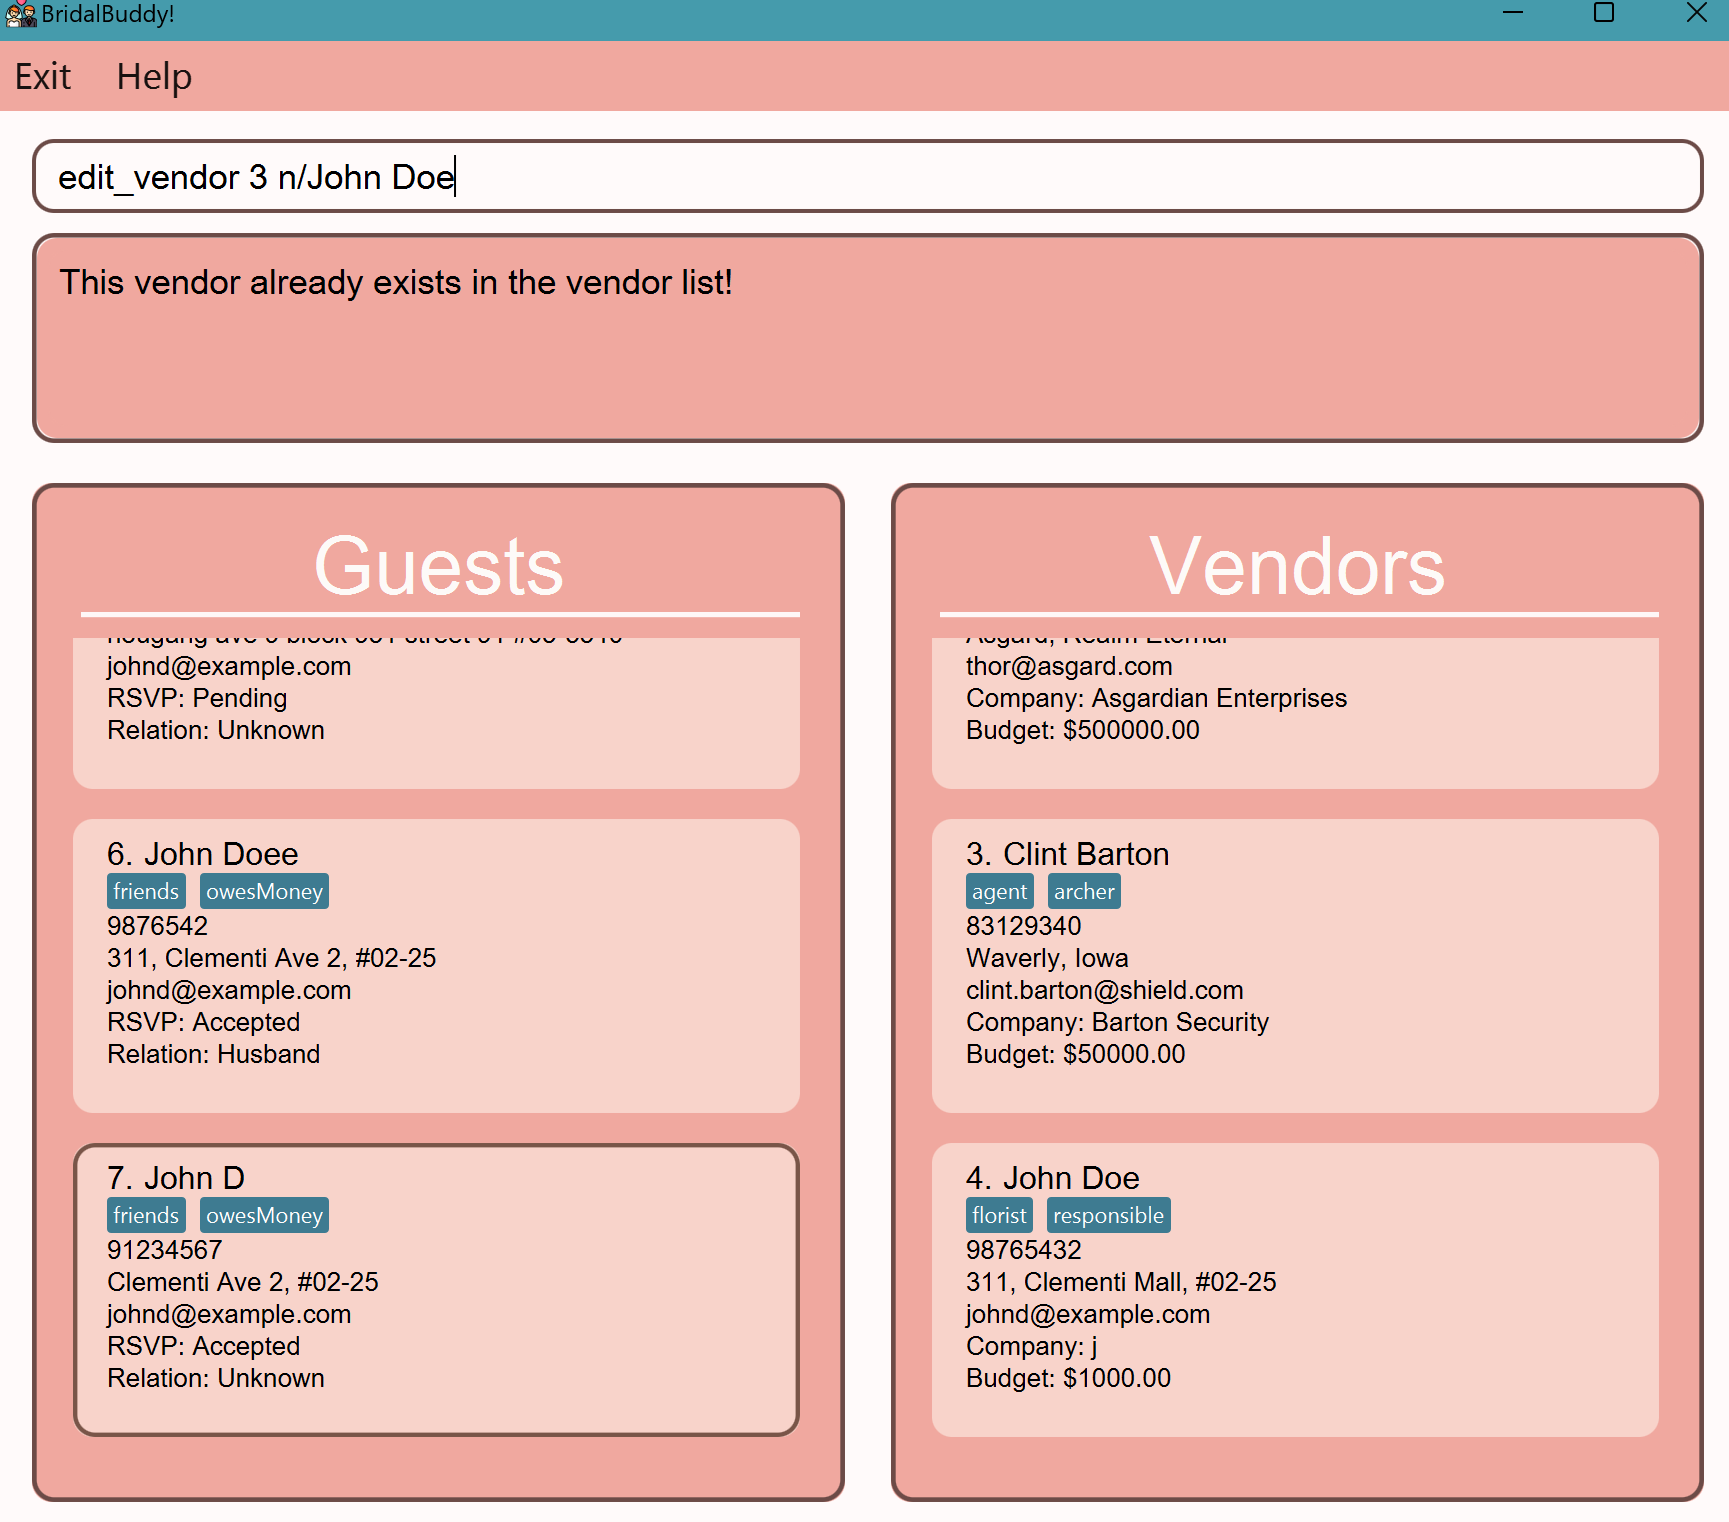 BridalBuddy!
Exit Help
edit_vendor 3 n/John Doe
This vendor already exists in the vendor list!
Guests
johnd@example.com
RSVP: Pending
Relation: Unknown
6. John Doee
friends owesMoney
9876542
311, Clementi Ave 2, #02-25
johnd@example.com
RSVP: Accepted
Relation: Husband
7. John D
friends owesMoney
91234567
Clementi Ave 2, #02-25
johnd@example.com
RSVP: Accepted
Relation: Unknown
Vendors
Asgard, Realm Eternal
thor@asgard.com
Company: Asgardian Enterprises
Budget: $500000.00
3. Clint Barton
agent archer
83129340
Waverly, Iowa
clint.barton@shield.com
Company: Barton Security
Budget: $50000.00
4. John Doe
florist responsible
98765432
311, Clementi Mall, #02-25
johnd@example.com
Company: j
Budget: $1000.00